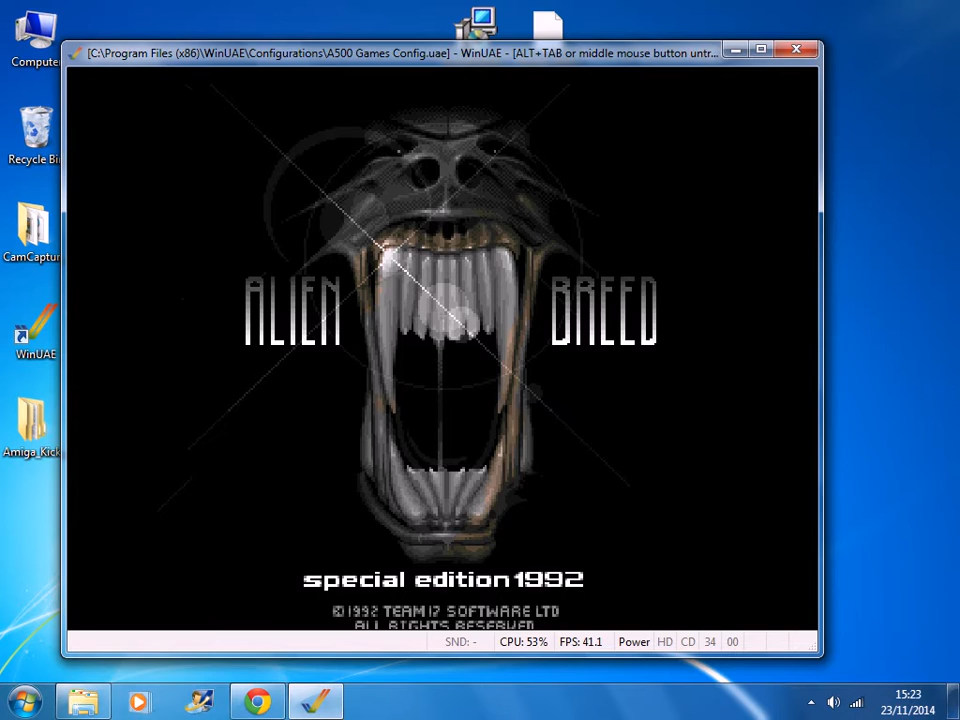 Computer
[C:\Program Files (x86)\WinUAE\Configurations\A500 Games Config.uae] - WinUAE - [ALT+TAB or middle mouse button untr...
Recycle Bi
CamCaptur
ALIEN BREED
WinUAE
Amiga_Kick
special edition 1992
©1992 TEAM17 SOFTWARE LTD
ALL RIGHTS RESERVED
SND: - CPU: 53% FPS: 41.1 Power HD CD 34 00
15:23
23/11/2014